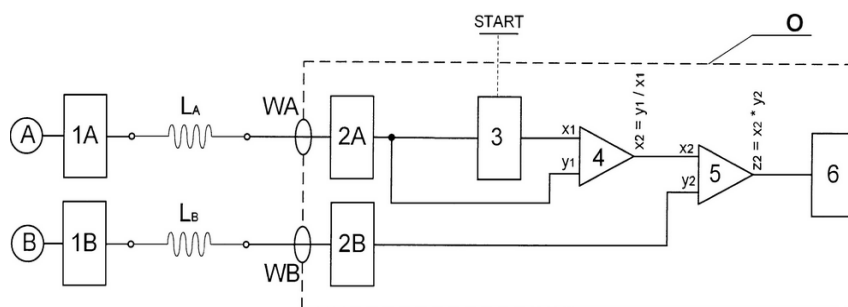 START
O
A
1A
LA
WA
2A
3
x1
y1
4
x2 = y1 / x1
x2
y2
5
z2 = x2 * y2
6
B
1B
LB
WB
2B